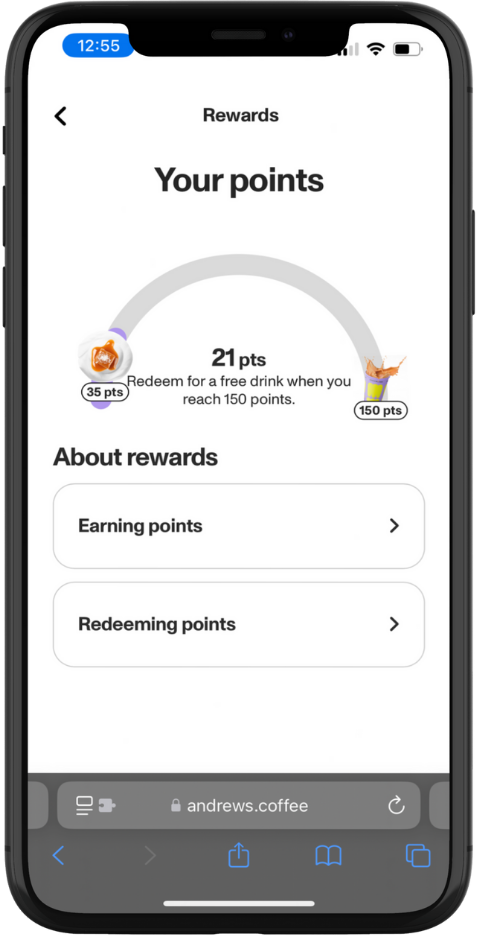 12:55
Rewards
Your points
21 pts
Redeem for a free drink when you
reach 150 points.
35 pts
150 pts
About rewards
Earning points
Redeeming points
andrews.coffee